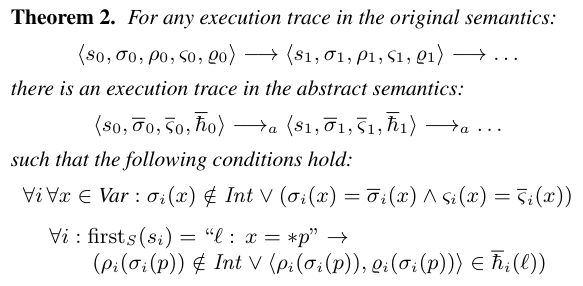 Theorem 2. For any execution trace in the original semantics:
⟨s₀, σ₀, ρ₀, ς₀, ϱ₀⟩ ⟶ ⟨s₁, σ₁, ρ₁, ς₁, ϱ₁⟩ ⟶ …
there is an execution trace in the abstract semantics:
⟨s₀, σ̅₀, ς̅₀, ℏ̅₀⟩ ⟶ₐ ⟨s₁, σ̅₁, ς̅₁, ℏ̅₁⟩ ⟶ₐ …
such that the following conditions hold:
∀i ∀x ∈ Var : σᵢ(x) ∉ Int ∨ (σᵢ(x) = σ̅ᵢ(x) ∧ ςᵢ(x) = ς̅ᵢ(x))
∀i : first_S(sᵢ) = “ℓ : x = ∗p” →
(ρᵢ(σᵢ(p)) ∉ Int ∨ ⟨ρᵢ(σᵢ(p)), ϱᵢ(σᵢ(p))⟩ ∈ ℏ̅ᵢ(ℓ))